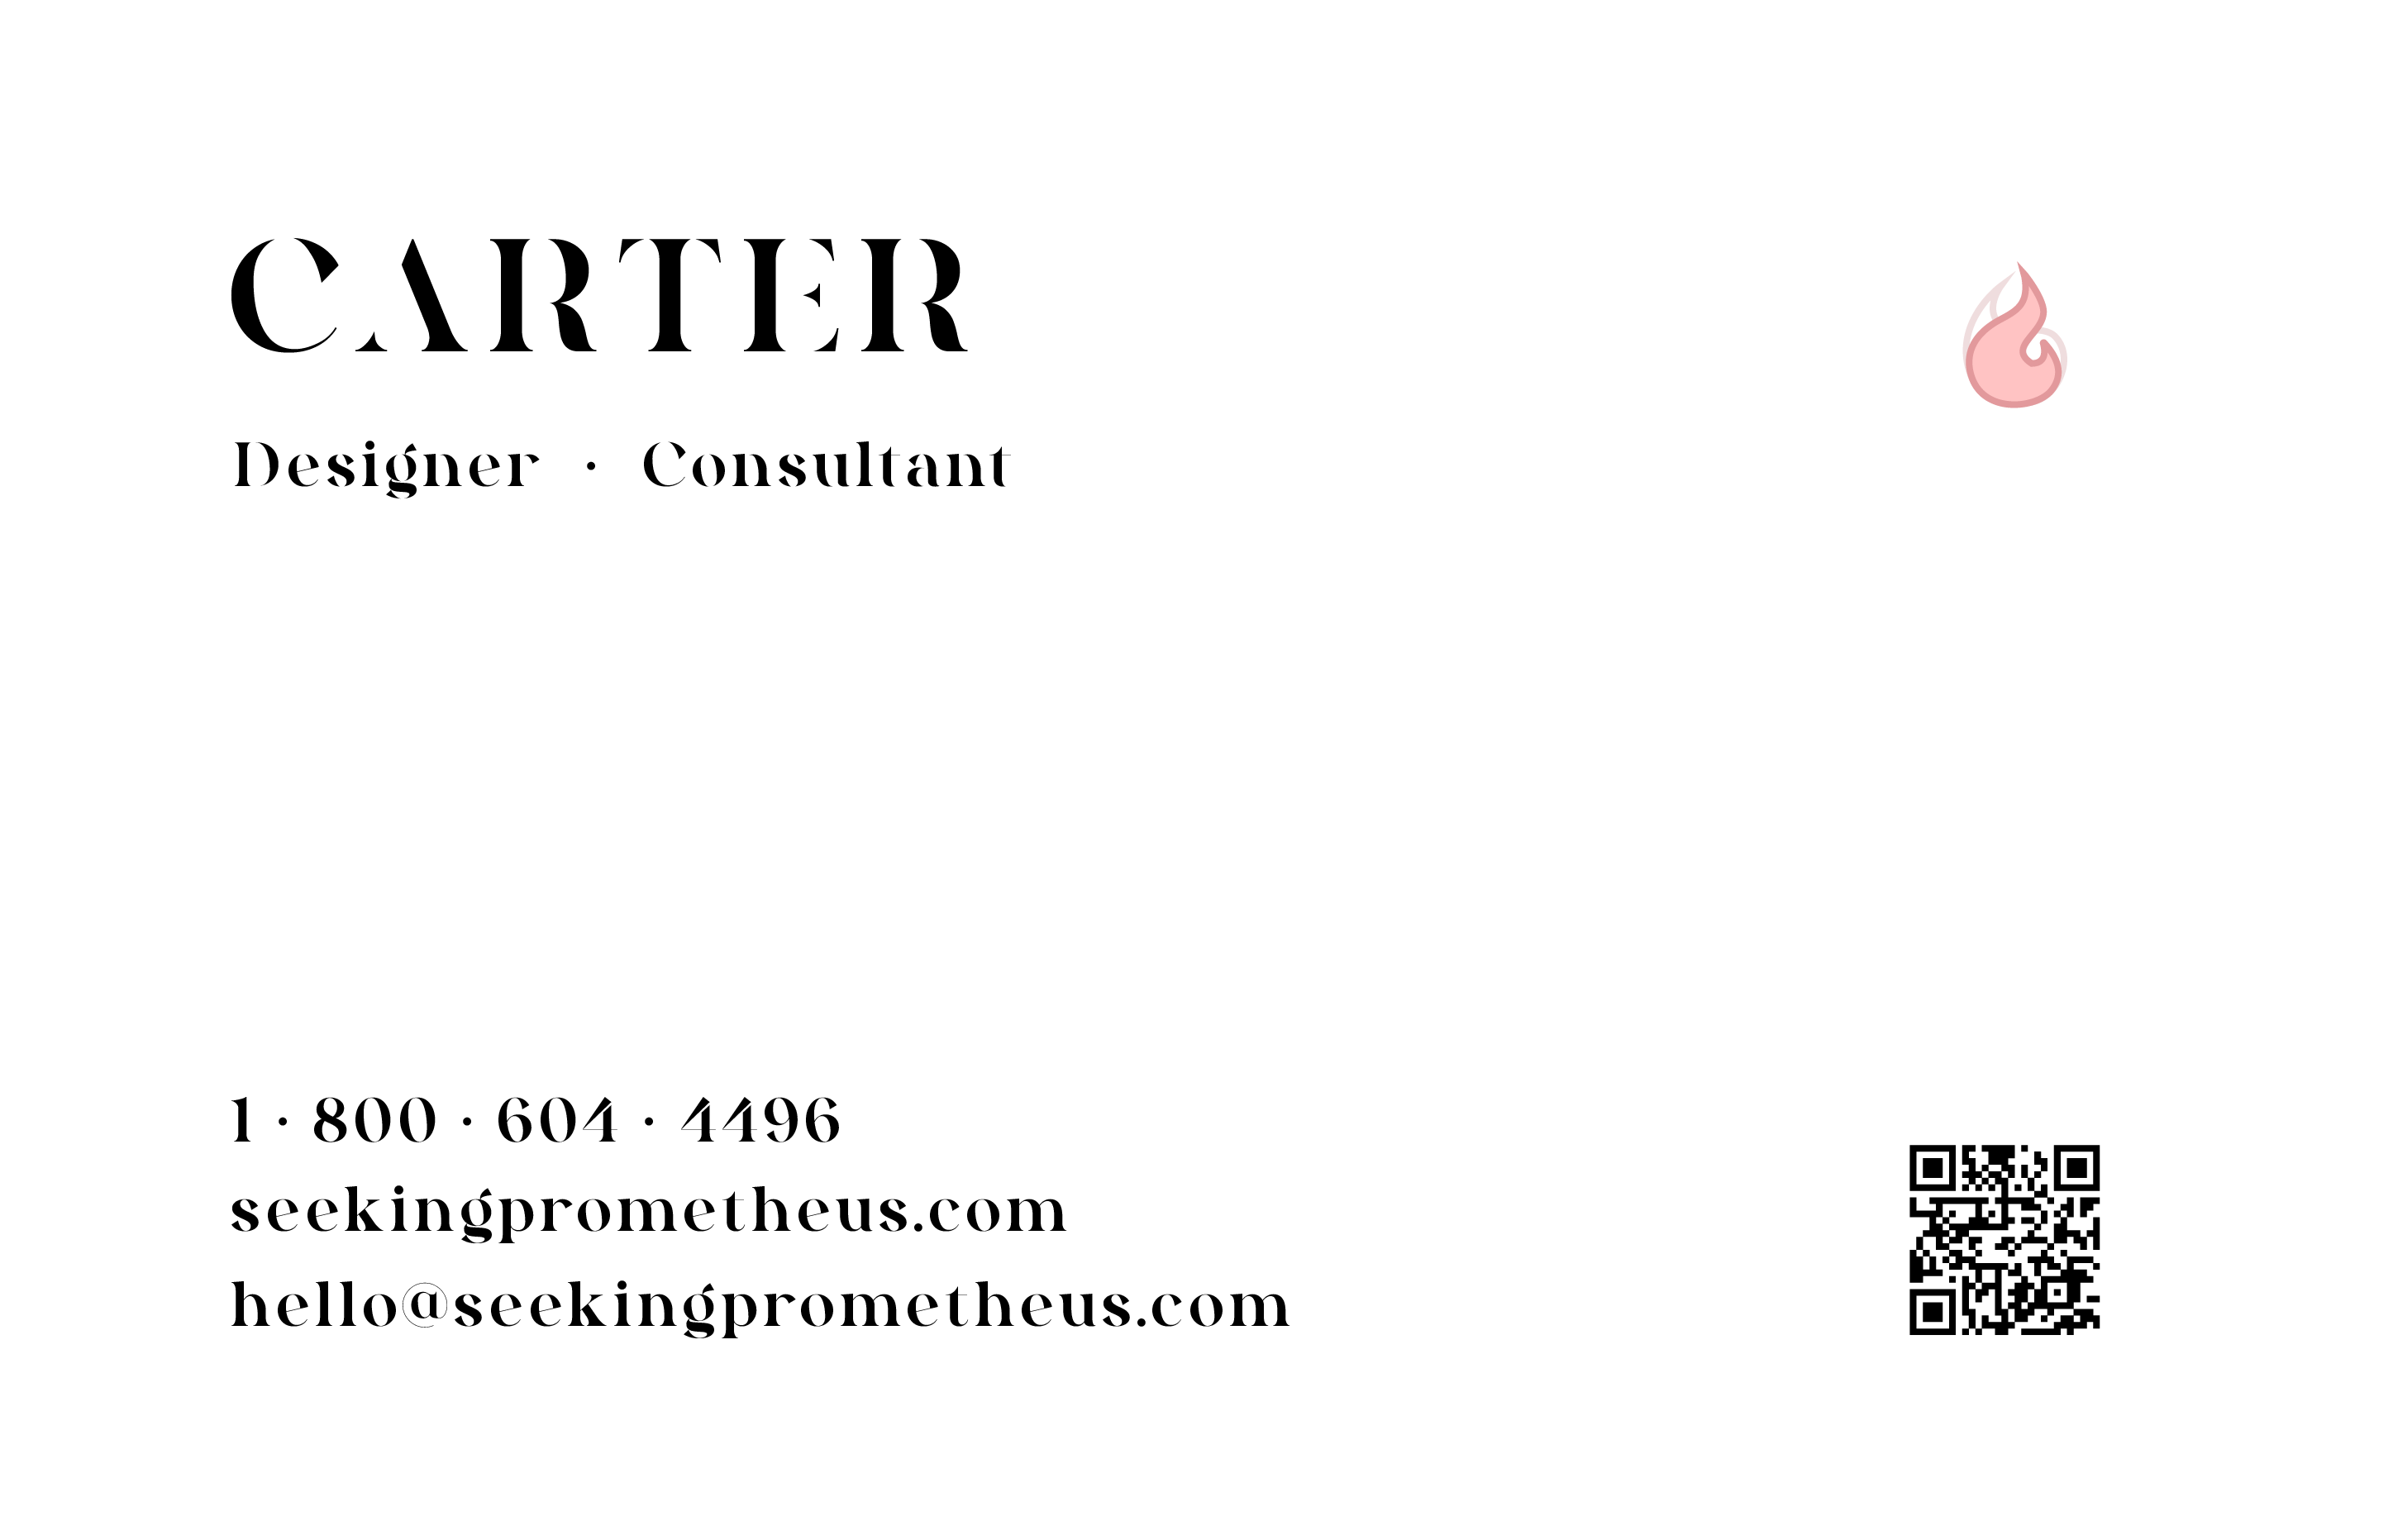 CARTER
Designer · Consultant
1 · 800 · 604 · 4496
seekingprometheus.com
hello@seekingprometheus.com